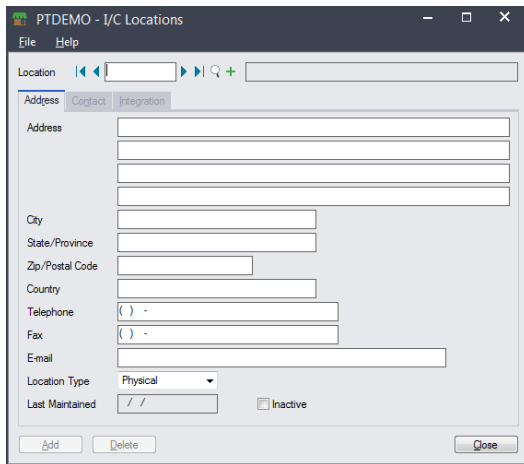 PTDEMO - I/C Locations
File Help
Location
Address Contact Integration
Address
City
State/Province
Zip/Postal Code
Country
Telephone ( ) -
Fax ( ) -
E-mail
Location Type Physical
Last Maintained / / Inactive
Add Delete Close